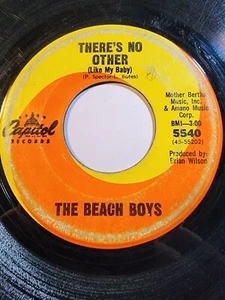 THERE'S NO
OTHER
(Like My Baby)
(P. Spector-L. Bates)
Capitol
RECORDS
Mother Bertha
Music, Inc.
& Amano Music
Corp.
BMI-3:00
5540
(45-55202)
Produced by:
Brian Wilson
THE BEACH BOYS